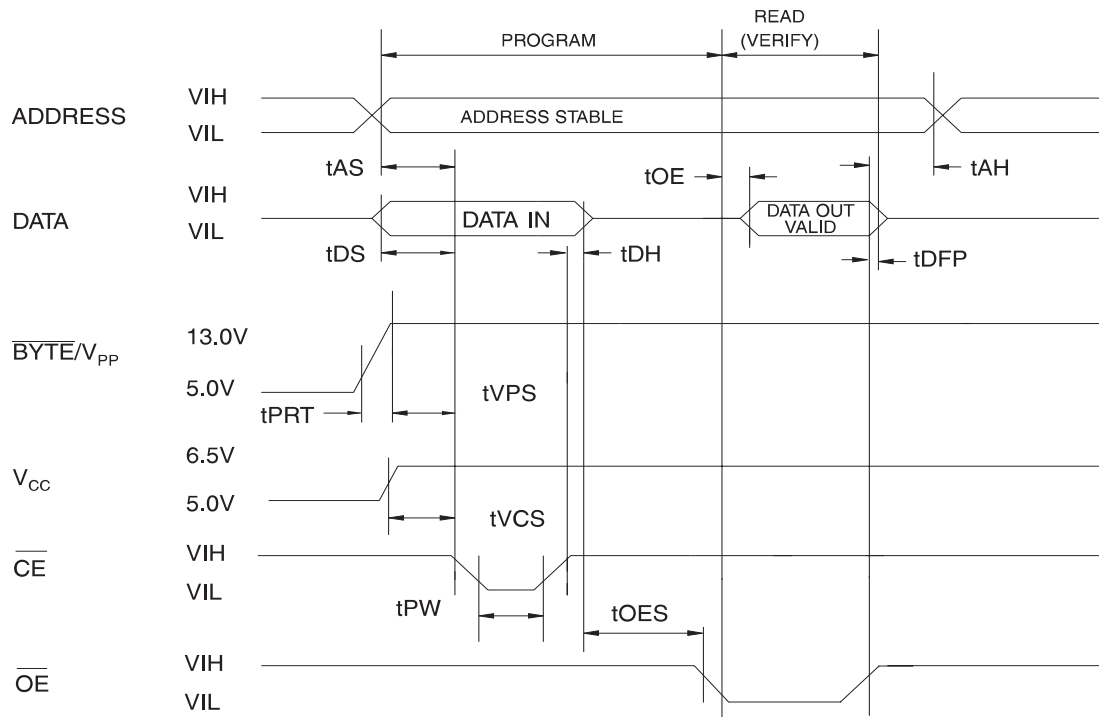 READ
PROGRAM (VERIFY)
VIH
ADDRESS
VIL ADDRESS STABLE
tAS tOE tAH
VIH
DATA DATA IN DATA OUT
VIL VALID
tDS tDH tDFP
13.0V
BYTE/VPP
5.0V tVPS
tPRT
6.5V
VCC
5.0V tVCS
VIH
CE
VIL
tPW tOES
VIH
OE
VIL